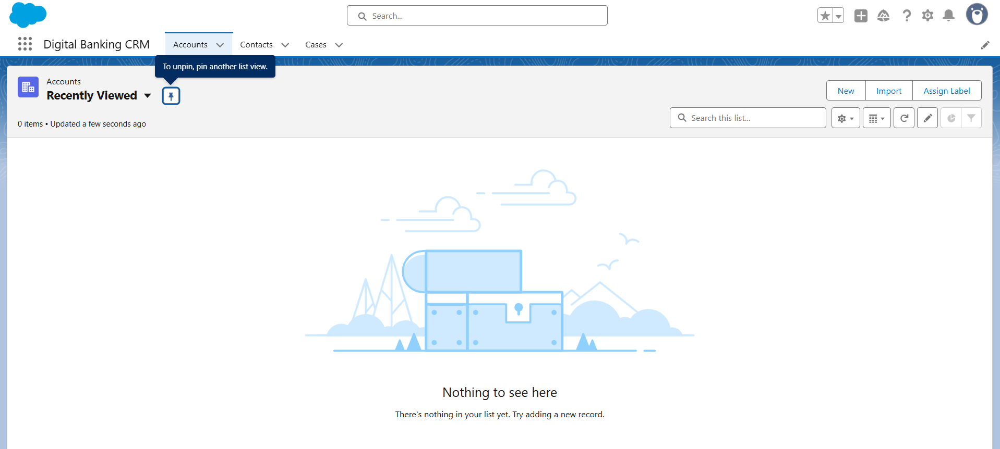 Search...
Digital Banking CRM
Accounts
Contacts
Cases
To unpin, pin another list view.
Accounts
Recently Viewed
New
Import
Assign Label
0 items • Updated a few seconds ago
Search this list...
Nothing to see here
There's nothing in your list yet. Try adding a new record.